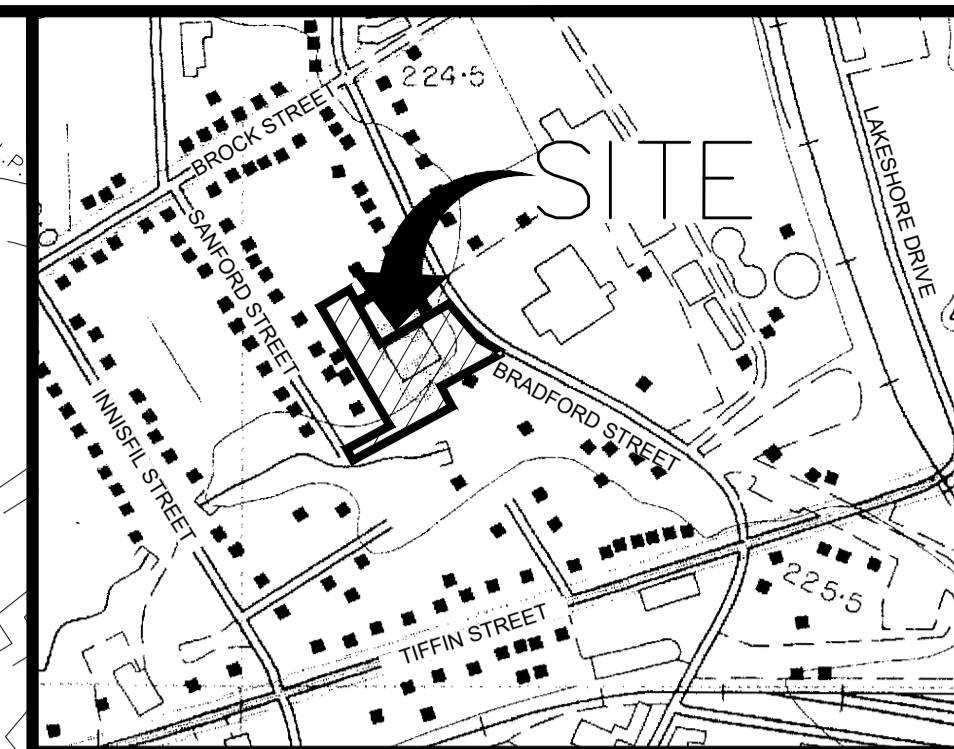 224·5
BROCK STREET
SITE
LAKESHORE DRIVE
SANFORD STREET
INNISFIL STREET
BRADFORD STREET
225·5
TIFFIN STREET